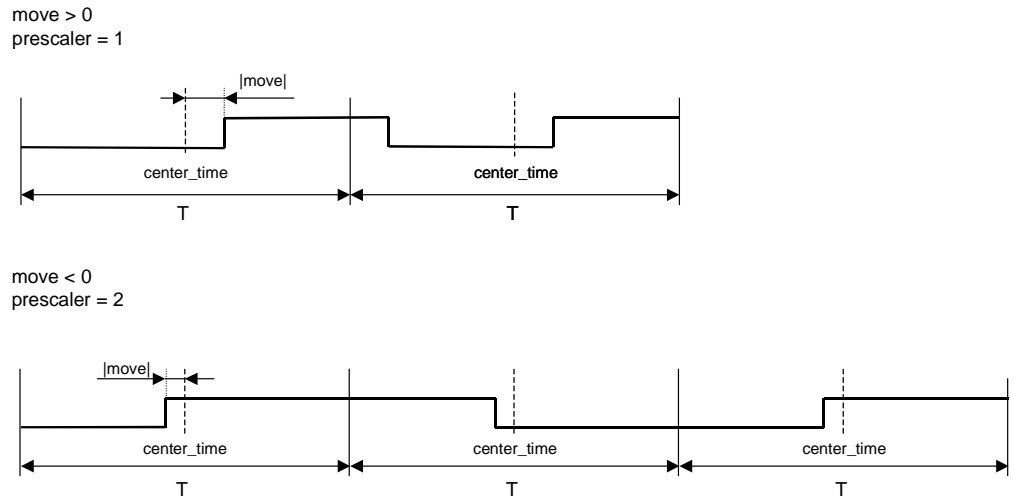 move > 0
prescaler = 1
|move|
center_time
center_time
T
T
move < 0
prescaler = 2
|move|
center_time
center_time
center_time
T
T
T